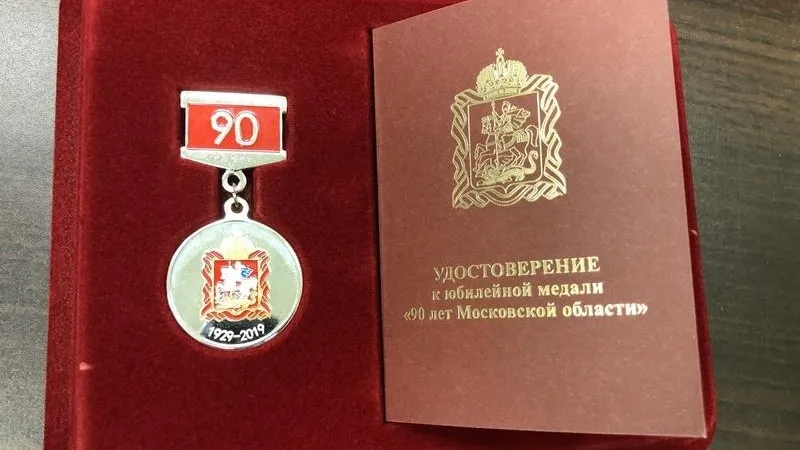 90
1929-2019
УДОСТОВЕРЕНИЕ
к юбилейной медали
«90 лет Московской области»